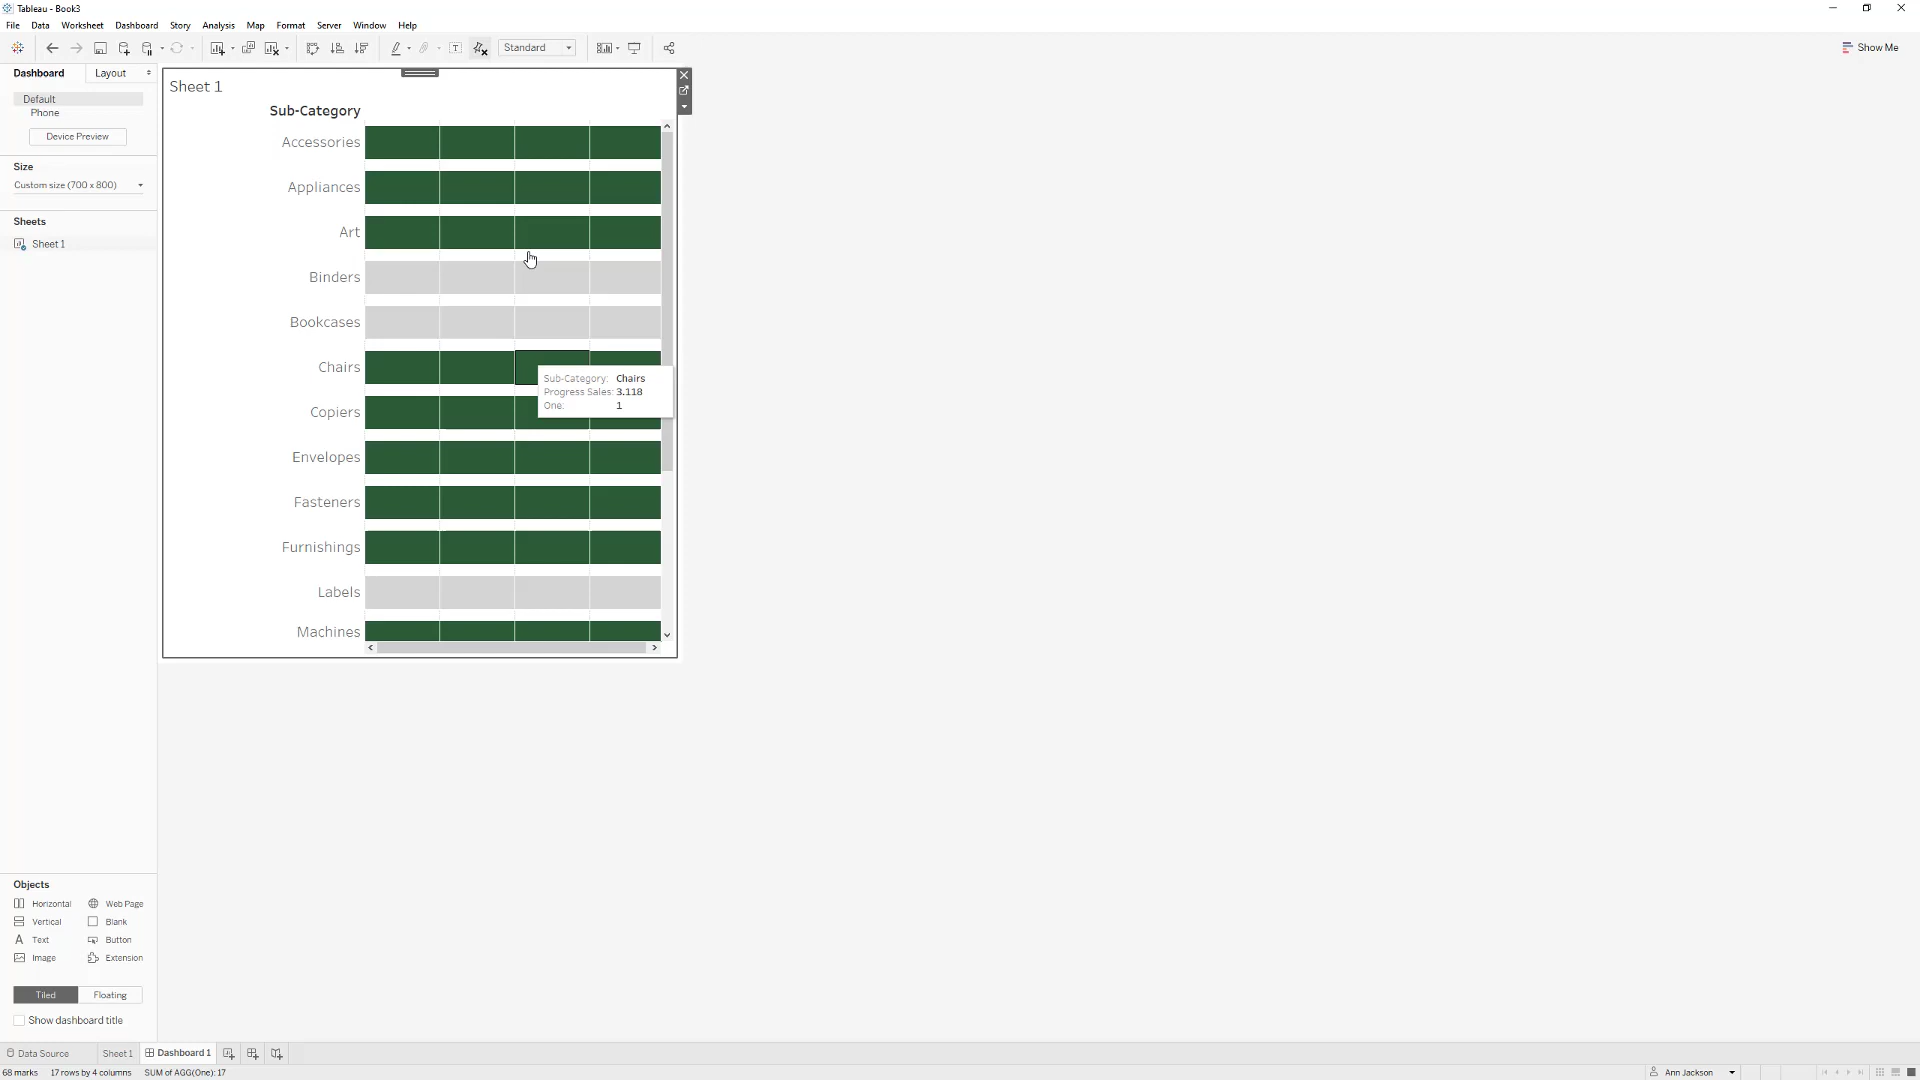 Tableau - Book3
File Data Worksheet Dashboard Story Analysis Map Format Server Window Help
Standard
Show Me
Dashboard
Layout
Default
Phone
Device Preview
Size
Custom size (700 x 800)
Sheets
Sheet 1
Sheet 1
Sub-Category
Accessories
Appliances
Art
Binders
Bookcases
Chairs
Sub-Category: Chairs
Progress Sales: 3.118
One: 1
Copiers
Envelopes
Fasteners
Furnishings
Labels
Machines
Objects
Horizontal Web Page
Vertical Blank
Text Button
Image Extension
Tiled Floating
Show dashboard title
Data Source Sheet 1 Dashboard 1
68 marks 17 rows by 4 columns SUM of AGG(One): 17 Ann Jackson